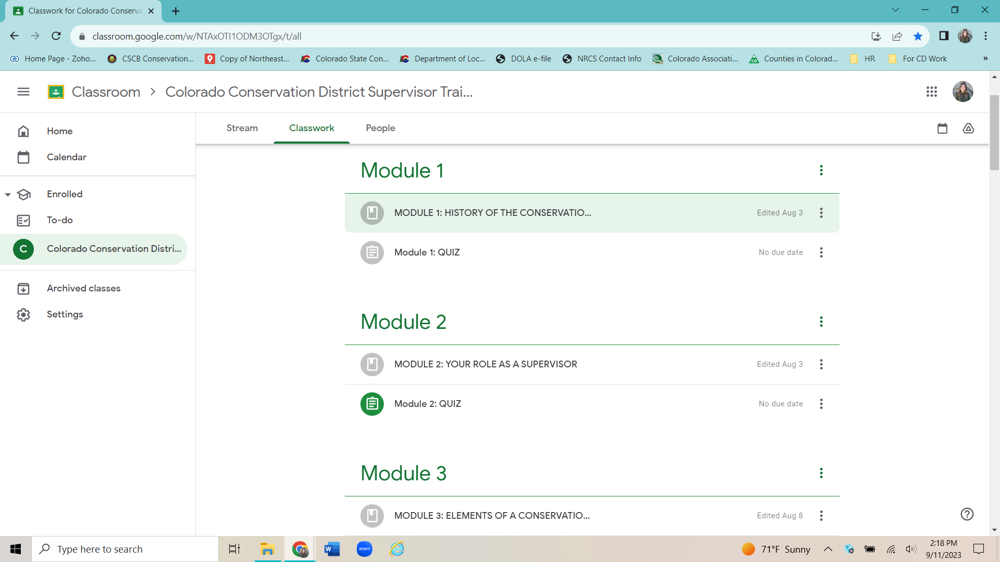 Classwork for Colorado Conserva
classroom.google.com/w/NTAxOTI1ODM3OTgx/t/all
Home Page - Zoho... CSCB Conservation... Copy of Northeast... Colorado State Con... Department of Loc... DOLA e-file NRCS Contact Info Colorado Associati... Counties in Colorad... HR For CD Work »
Classroom > Colorado Conservation District Supervisor Trai...
Stream Classwork People
Home
Calendar
Enrolled
To-do
C Colorado Conservation Distri...
Archived classes
Settings
Module 1
MODULE 1: HISTORY OF THE CONSERVATIO... Edited Aug 3
Module 1: QUIZ No due date
Module 2
MODULE 2: YOUR ROLE AS A SUPERVISOR Edited Aug 3
Module 2: QUIZ No due date
Module 3
MODULE 3: ELEMENTS OF A CONSERVATIO... Edited Aug 8
Type here to search
W
zoom
71°F Sunny
2:18 PM
9/11/2023